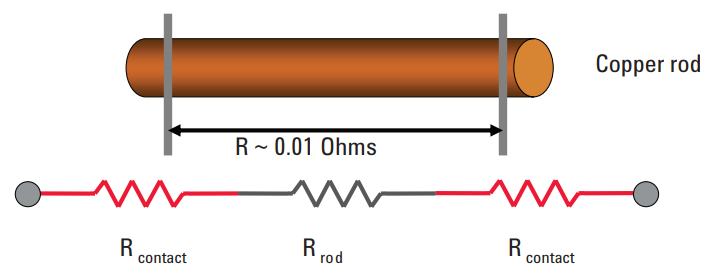 Copper rod
R ~ 0.01 Ohms
R contact R rod R contact